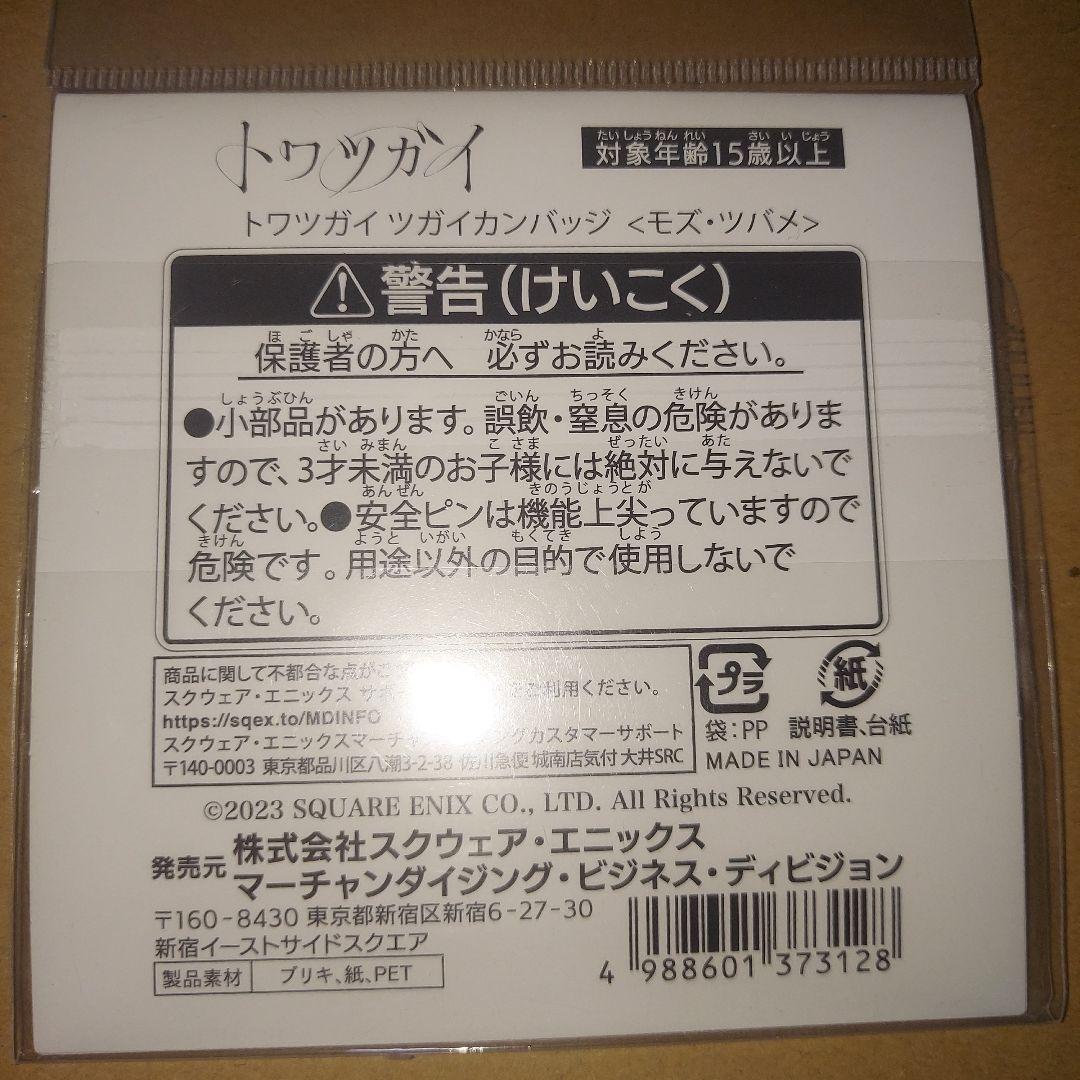 トワツガイ
対象年齢15歳以上
たいしょうねんれい さいいじょう
トワツガイ ツガイカンバッジ <モズ・ツバメ>
警告(けいこく)
ほごしゃ かた かなら よ
保護者の方へ 必ずお読みください。
しょうぶひん ごいん ちっそく きけん
●小部品があります。誤飲・窒息の危険がありま
さい みまん こさま ぜったい あた
すので、3才未満のお子様には絶対に与えないで
あんぜん きのうじょうとが
ください。●安全ピンは機能上尖っていますので
きけん ようと いがい もくてき しよう
危険です。用途以外の目的で使用しないで
ください。
商品に関して不都合な点がご
スクウェア・エニックス サポ をご利用ください。
https://sqex.to/MDINFO
スクウェア・エニックスマーチャ グカスタマーサポート
〒140-0003 東京都品川区八潮3-2-38 佐川急便 城南店気付 大井SRC
プラ
袋:PP
紙
説明書、台紙
MADE IN JAPAN
©2023 SQUARE ENIX CO., LTD. All Rights Reserved.
発売元 株式会社スクウェア・エニックス
マーチャンダイジング・ビジネス・ディビジョン
〒160-8430 東京都新宿区新宿6-27-30
新宿イーストサイドスクエア
製品素材 ブリキ、紙、PET
4 988601 373128